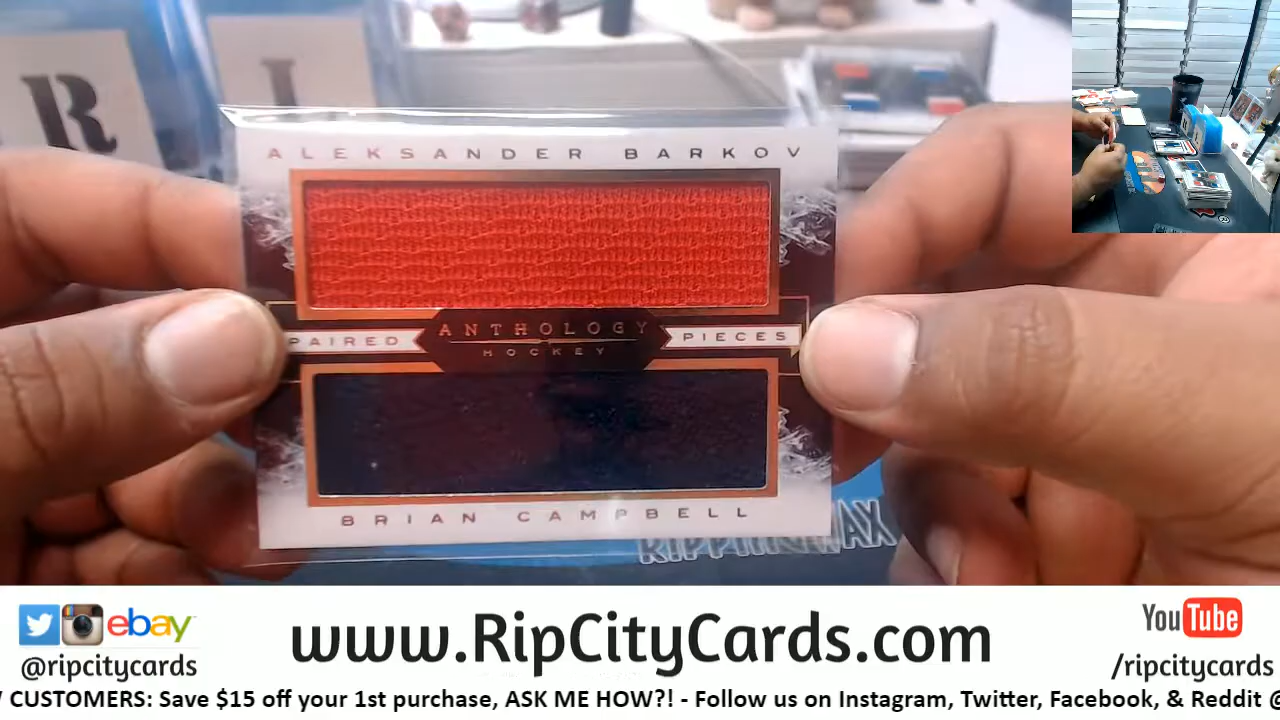 R I
ALEKSANDER BARKOV
PAIRED ANTHOLOGY PIECES
HOCKEY
BRIAN CAMPBELL
ebay
www.RipCityCards.com
YouTube
@ripcitycards
/ripcitycards
CUSTOMERS: Save $15 off your 1st purchase, ASK ME HOW?! - Follow us on Instagram, Twitter, Facebook, & Reddit @